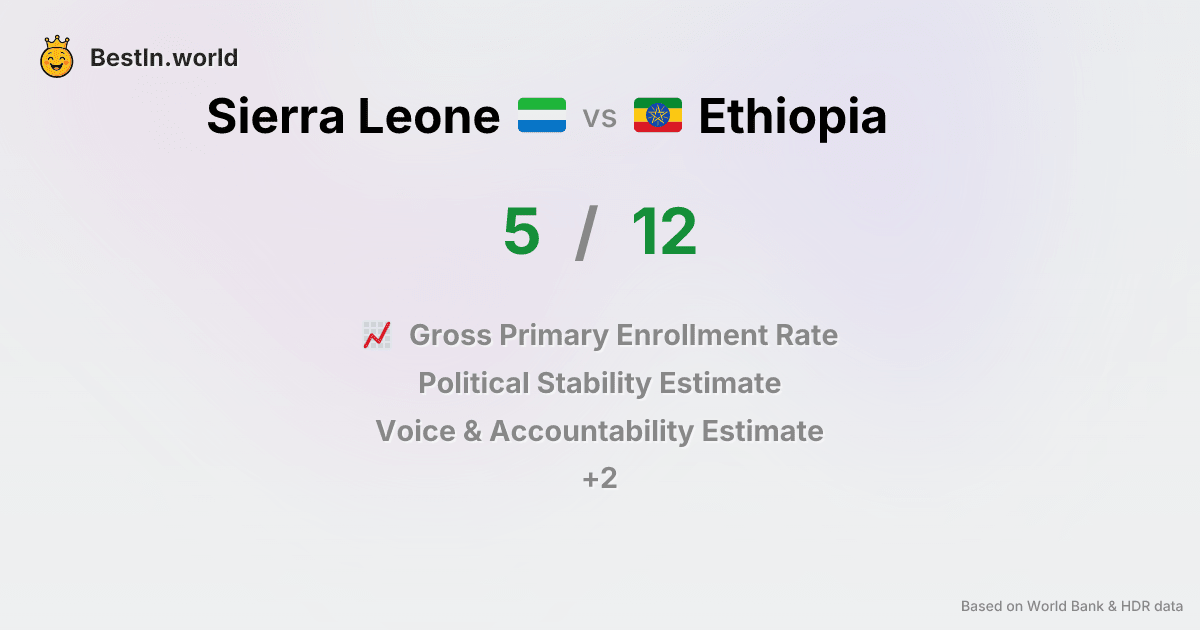 BestIn.world
Sierra Leone vs Ethiopia
5 / 12
Gross Primary Enrollment Rate
Political Stability Estimate
Voice & Accountability Estimate
+2
Based on World Bank & HDR data